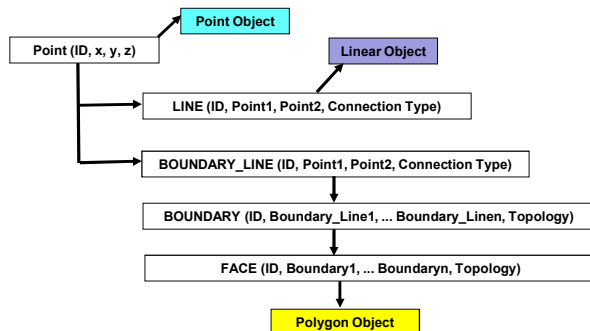 Point Object
Point (ID, x, y, z)
Linear Object
LINE (ID, Point1, Point2, Connection Type)
BOUNDARY_LINE (ID, Point1, Point2, Connection Type)
BOUNDARY (ID, Boundary_Line1, ... Boundary_Linen, Topology)
FACE (ID, Boundary1, ... Boundaryn, Topology)
Polygon Object